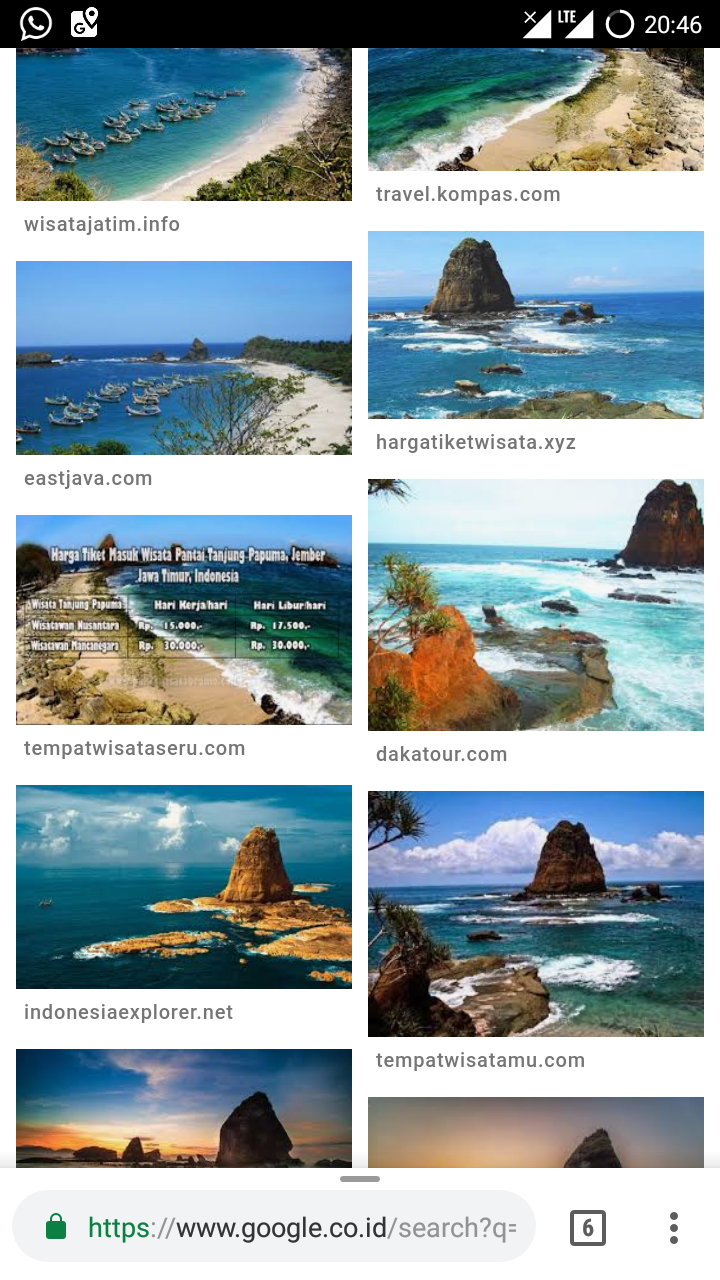 LTE
20:46
wisatajatim.info
travel.kompas.com
eastjava.com
hargatiketwisata.xyz
Harga Tiket Masuk Wisata Pantai Tanjung Papuma, Jember
Jawa Timur, Indonesia
Wisata Tanjung Papuma Hari Kerja/hari Hari Libur/hari
Wisatawan Nusantara Rp. 15.000,- Rp. 17.500,-
Wisatawan Mancanegara Rp. 30.000,- Rp. 30.000,-
tempatwisataseru.com
dakatour.com
indonesiaexplorer.net
tempatwisatamu.com
https://www.google.co.id/search?q=
6